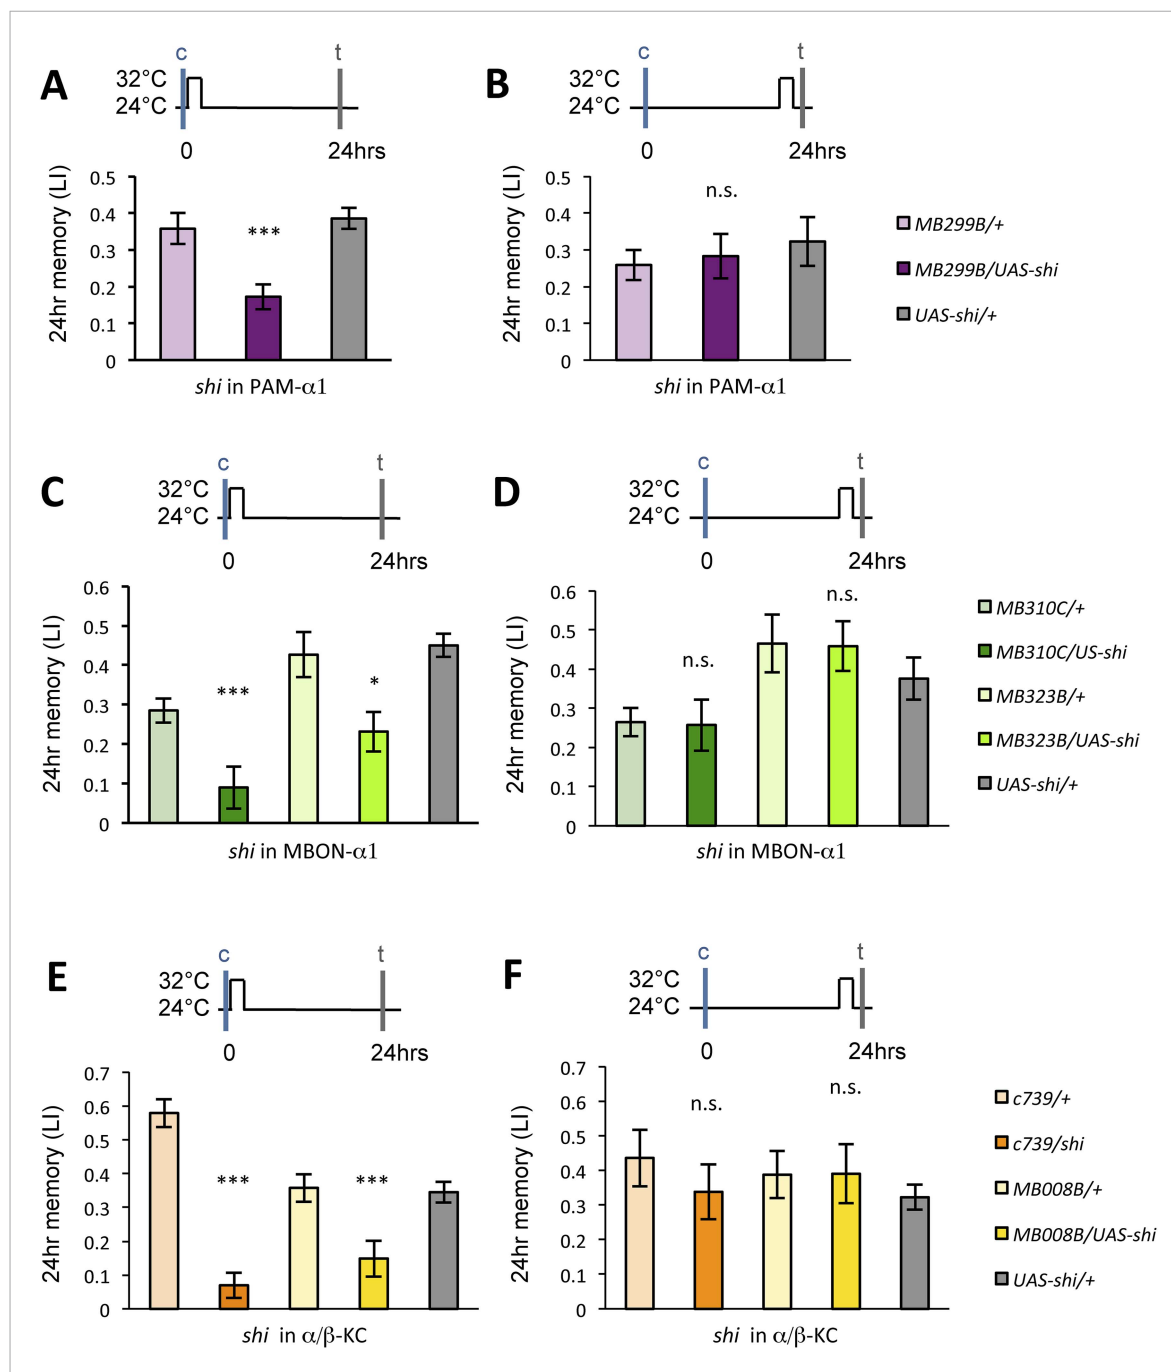 A
c
t
32°C
24°C
0
24hrs
24hr memory (LI)
0.5
0.4
0.3
0.2
0.1
0
***
shi in PAM-α1
B
c
t
32°C
24°C
0
24hrs
24hr memory (LI)
0.5
0.4
0.3
0.2
0.1
0
n.s.
shi in PAM-α1
MB299B/+
MB299B/UAS-shi
UAS-shi/+
C
c
t
32°C
24°C
0
24hrs
24hr memory (LI)
0.6
0.5
0.4
0.3
0.2
0.1
0
***
*
shi in MBON-α1
D
c
t
32°C
24°C
0
24hrs
24hr memory (LI)
0.6
0.5
0.4
0.3
0.2
0.1
0
n.s.
n.s.
shi in MBON-α1
MB310C/+
MB310C/US-shi
MB323B/+
MB323B/UAS-shi
UAS-shi/+
E
c
t
32°C
24°C
0
24hrs
24hr memory (LI)
0.7
0.6
0.5
0.4
0.3
0.2
0.1
0
***
***
shi in α/β-KC
F
c
t
32°C
24°C
0
24hrs
24hr memory (LI)
0.7
0.6
0.5
0.4
0.3
0.2
0.1
0
n.s.
n.s.
shi in α/β-KC
c739/+
c739/shi
MB008B/+
MB008B/UAS-shi
UAS-shi/+